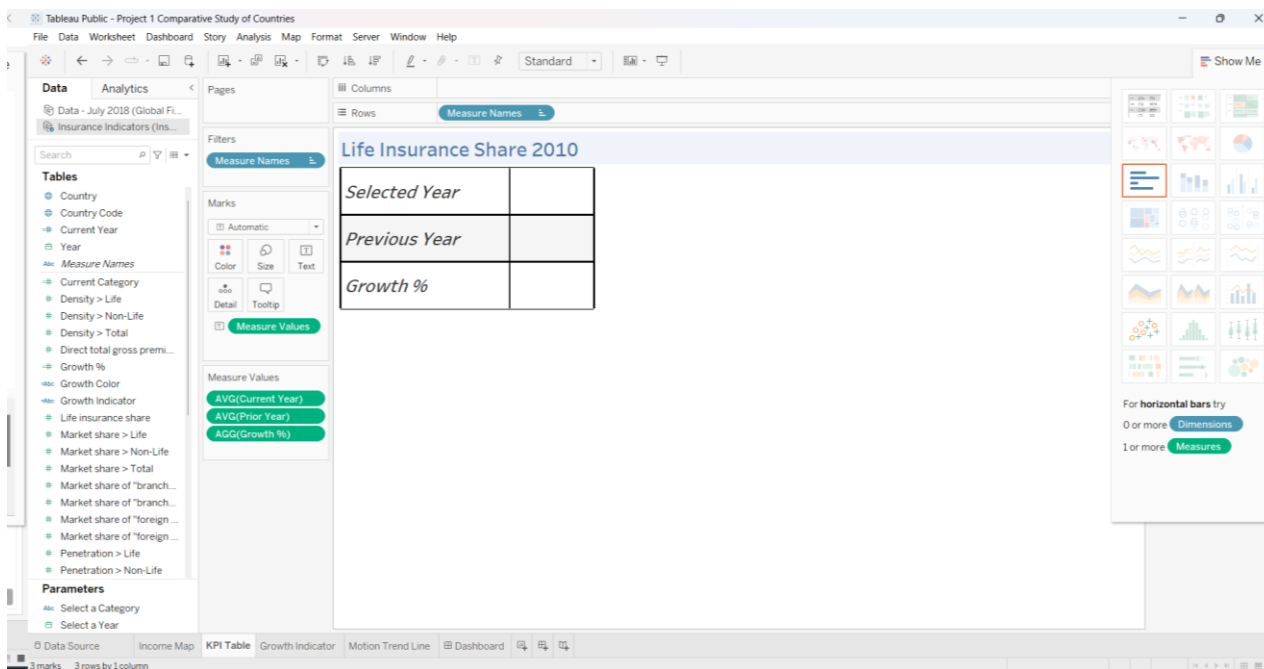 Tableau Public - Project 1 Comparative Study of Countries
File Data Worksheet Dashboard Story Analysis Map Format Server Window Help
Standard
Show Me
Data Analytics
Data - July 2018 (Global Fi...
Insurance Indicators (Ins...
Search
Tables
Country
Country Code
Current Year
Year
Abc Measure Names
Current Category
Density > Life
Density > Non-Life
Density > Total
Direct total gross premi...
Growth %
Growth Color
Growth Indicator
Life insurance share
Market share > Life
Market share > Non-Life
Market share > Total
Market share of "branch...
Market share of "branch...
Market share of "foreign ...
Market share of "foreign ...
Penetration > Life
Penetration > Non-Life
Parameters
Abc Select a Category
Select a Year
Pages
Filters
Measure Names
Marks
Automatic
Color Size Text
Detail Tooltip
Measure Values
Measure Values
AVG(Current Year)
AVG(Prior Year)
AGG(Growth %)
Columns
Rows Measure Names
Life Insurance Share 2010
Selected Year
Previous Year
Growth %
For horizontal bars try
0 or more Dimensions
1 or more Measures
Data Source Income Map KPI Table Growth Indicator Motion Trend Line Dashboard
3 marks 3 rows by 1 column